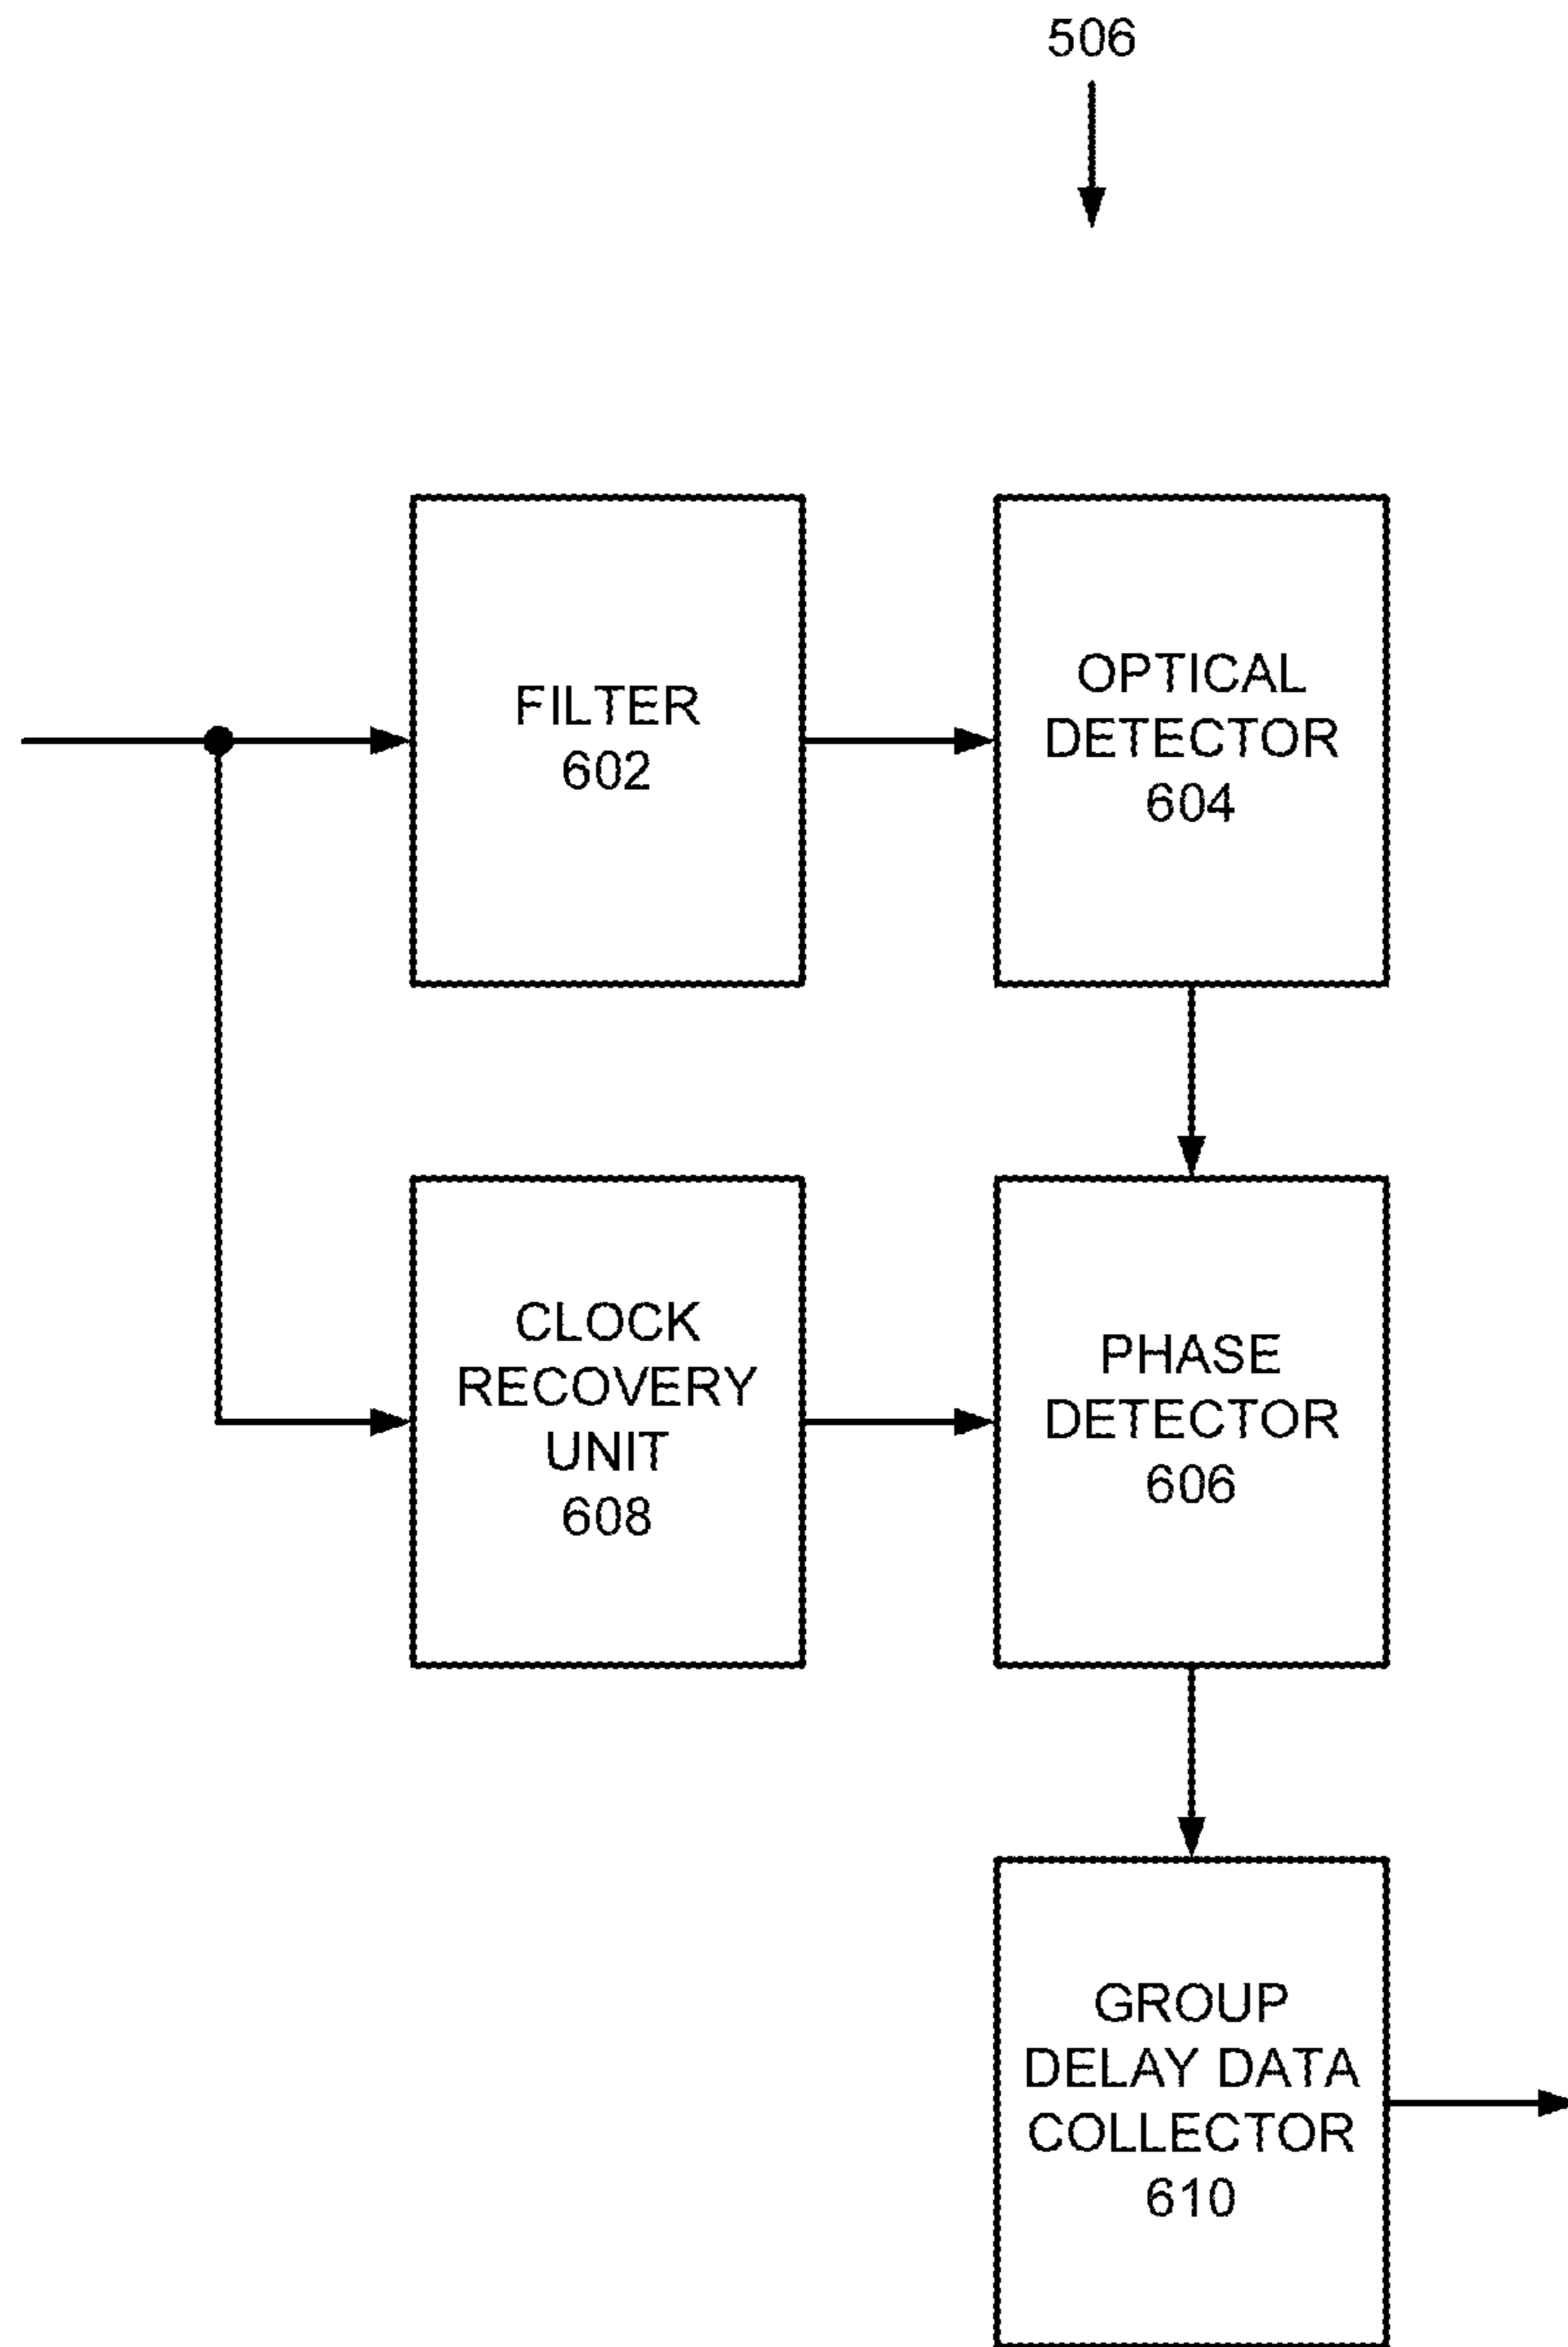 506
FILTER
602
OPTICAL
DETECTOR
604
CLOCK
RECOVERY
UNIT
608
PHASE
DETECTOR
606
GROUP
DELAY DATA
COLLECTOR
610